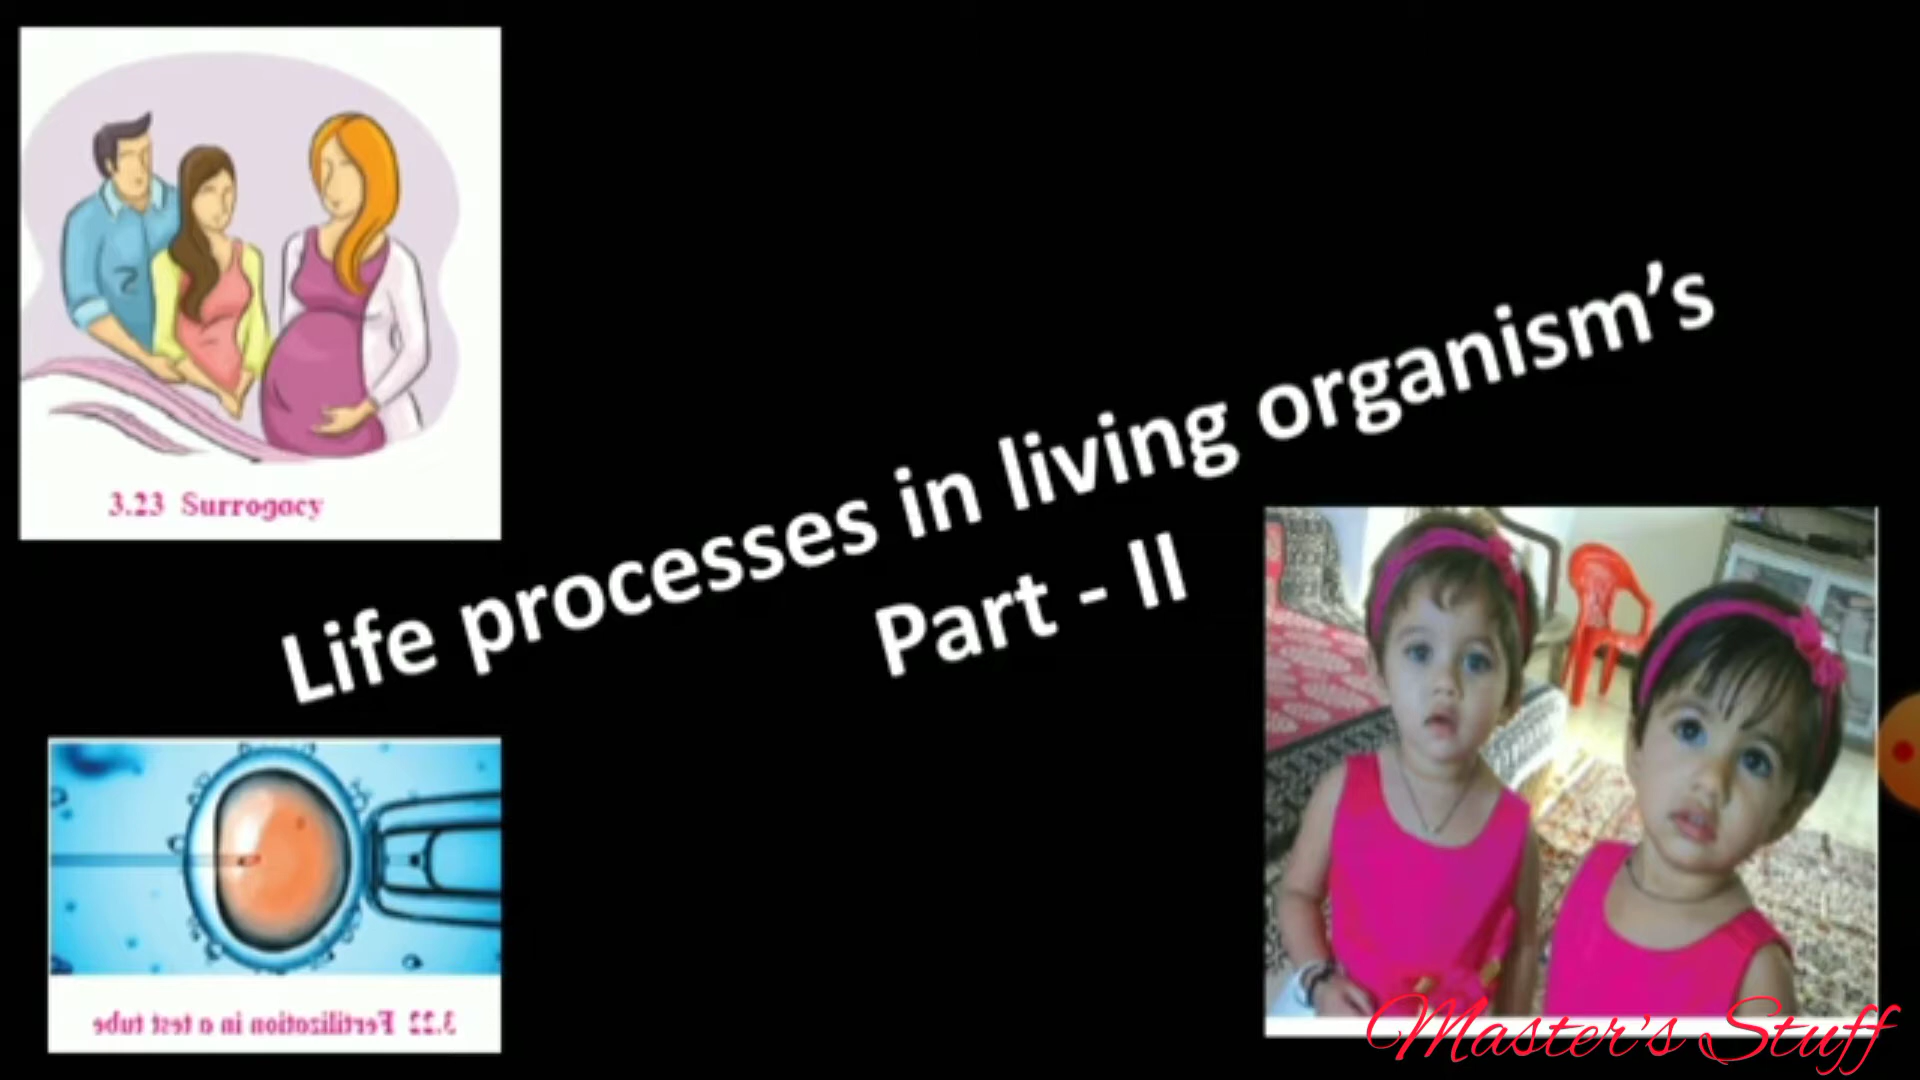 3.23 Surrogacy
Life processes in living organism’s
Part - II
3.22 Fertilization in a test tube
Master's Stuff